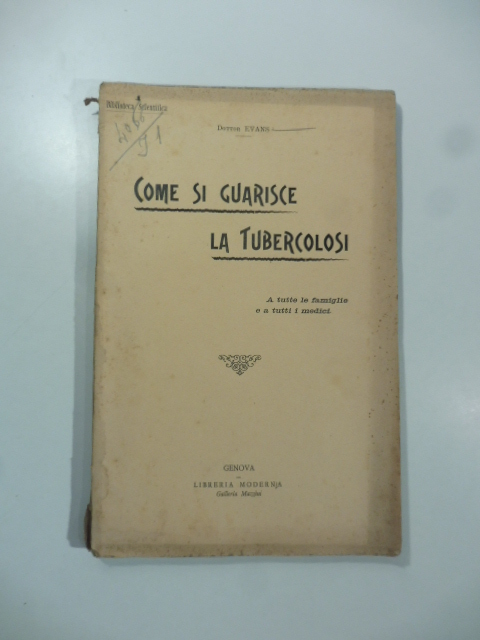 Biblioteca Scientifica
Dottor EVANS
COME SI GUARISCE
LA TUBERCOLOSI
A tutte le famiglie
e a tutti i medici.
GENOVA
LIBRERIA MODERNA
Galleria Mazzini